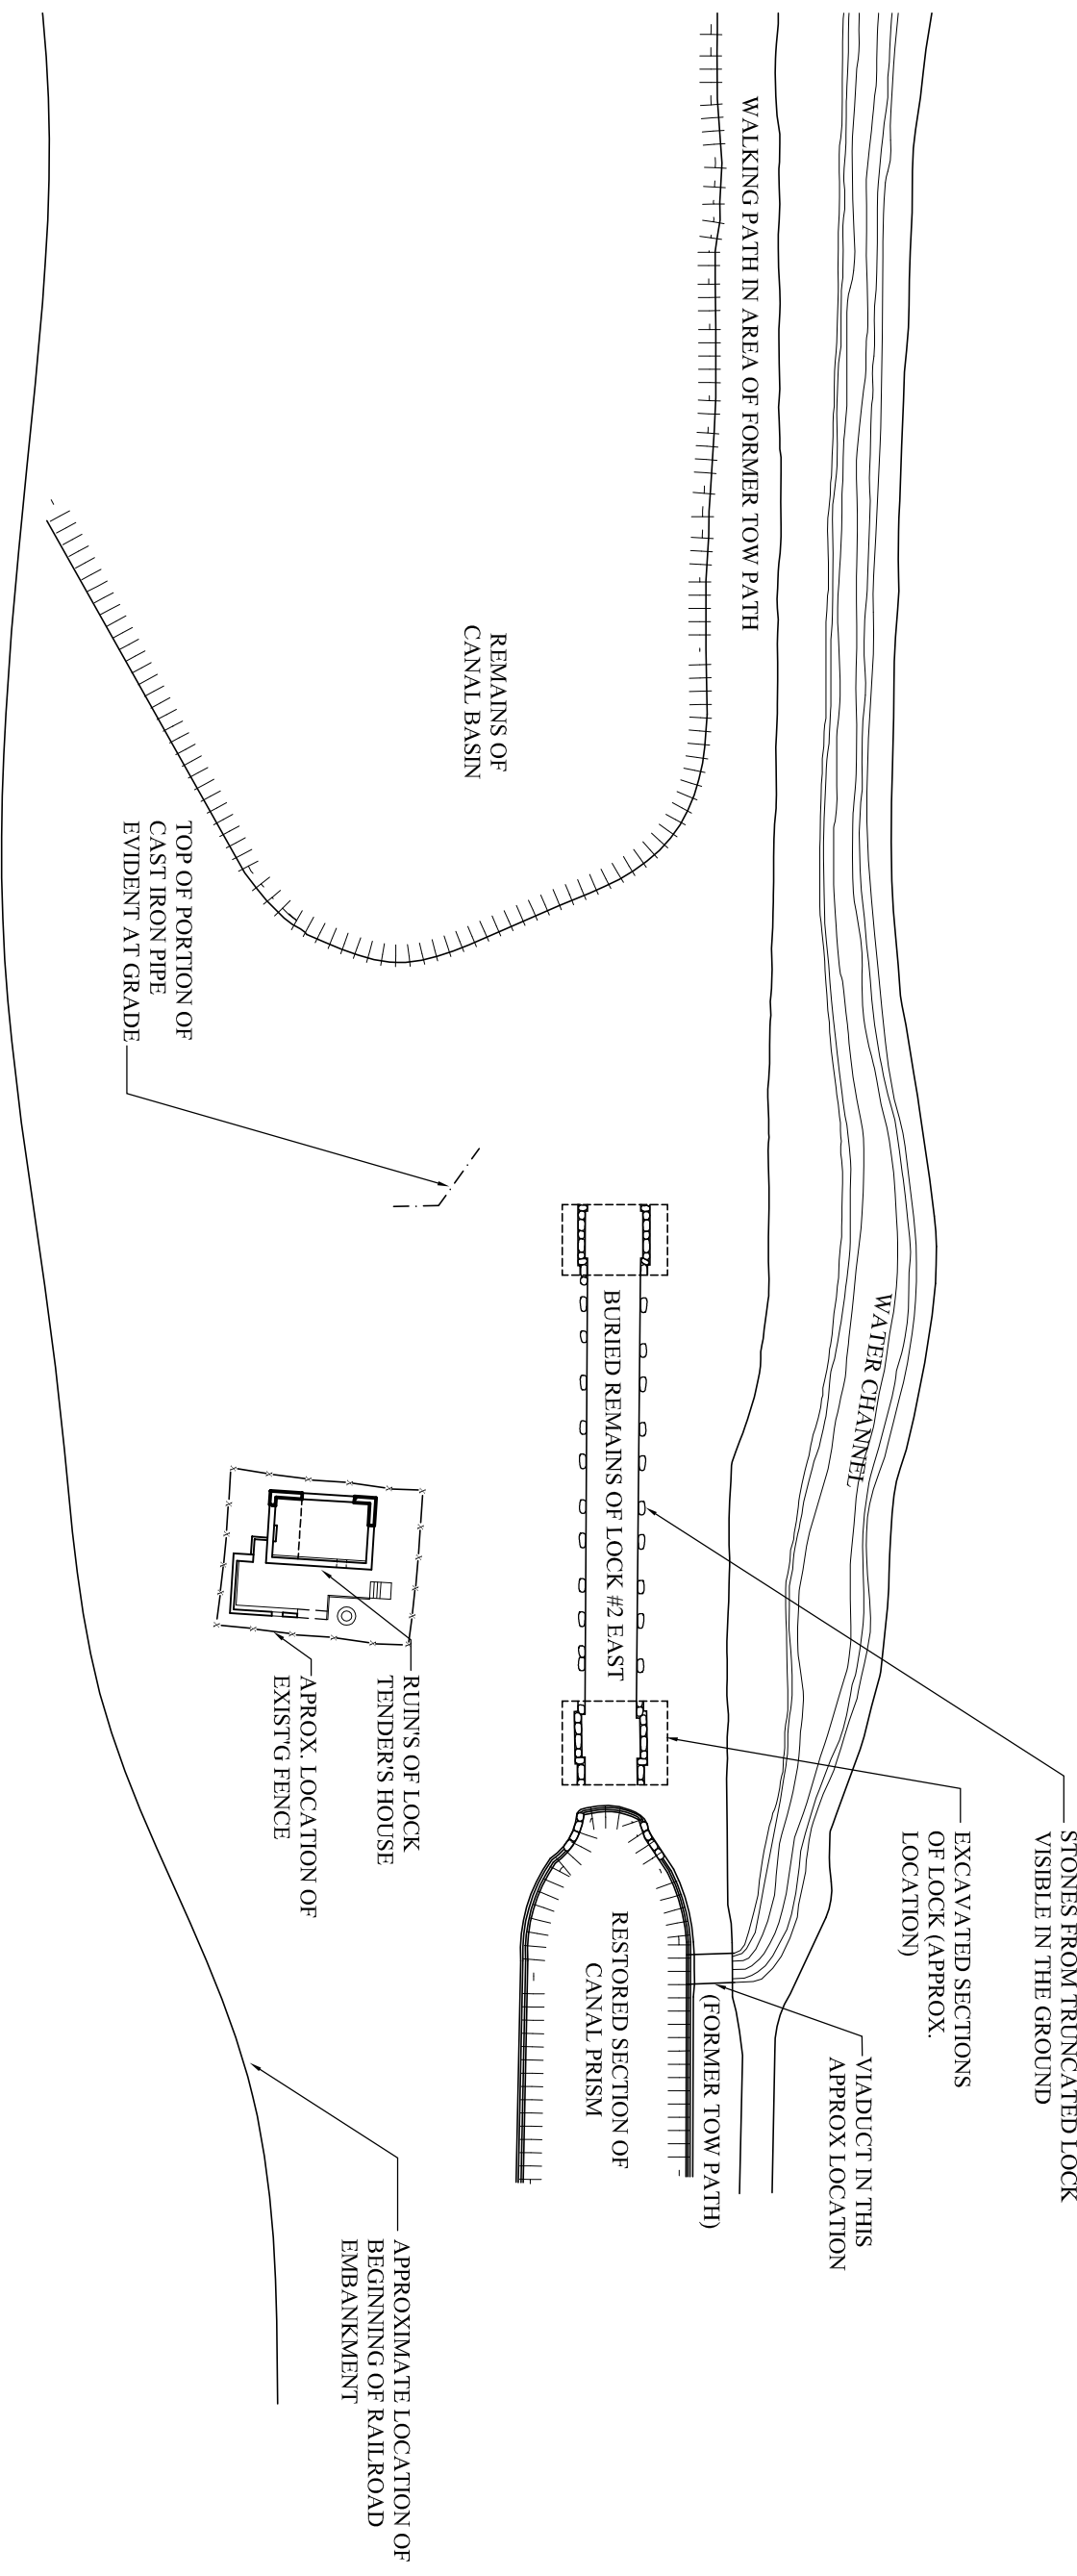 WALKING PATH IN AREA OF FORMER TOW PATH
REMAINS OF
CANAL BASIN
TOP OF PORTION OF
CAST IRON PIPE
EVIDENT AT GRADE
WATER CHANNEL
BURIED REMAINS OF LOCK #2 EAST
STONES FROM TRUNCATED LOCK
VISIBLE IN THE GROUND
EXCAVATED SECTIONS
OF LOCK (APPROX.
LOCATION)
RUIN'S OF LOCK
TENDER'S HOUSE
APROX. LOCATION OF
EXIST'G FENCE
RESTORED SECTION OF
CANAL PRISM
(FORMER TOW PATH)
VIADUCT IN THIS
APPROX LOCATION
APPROXIMATE LOCATION OF
BEGINNING OF RAILROAD
EMBANKMENT